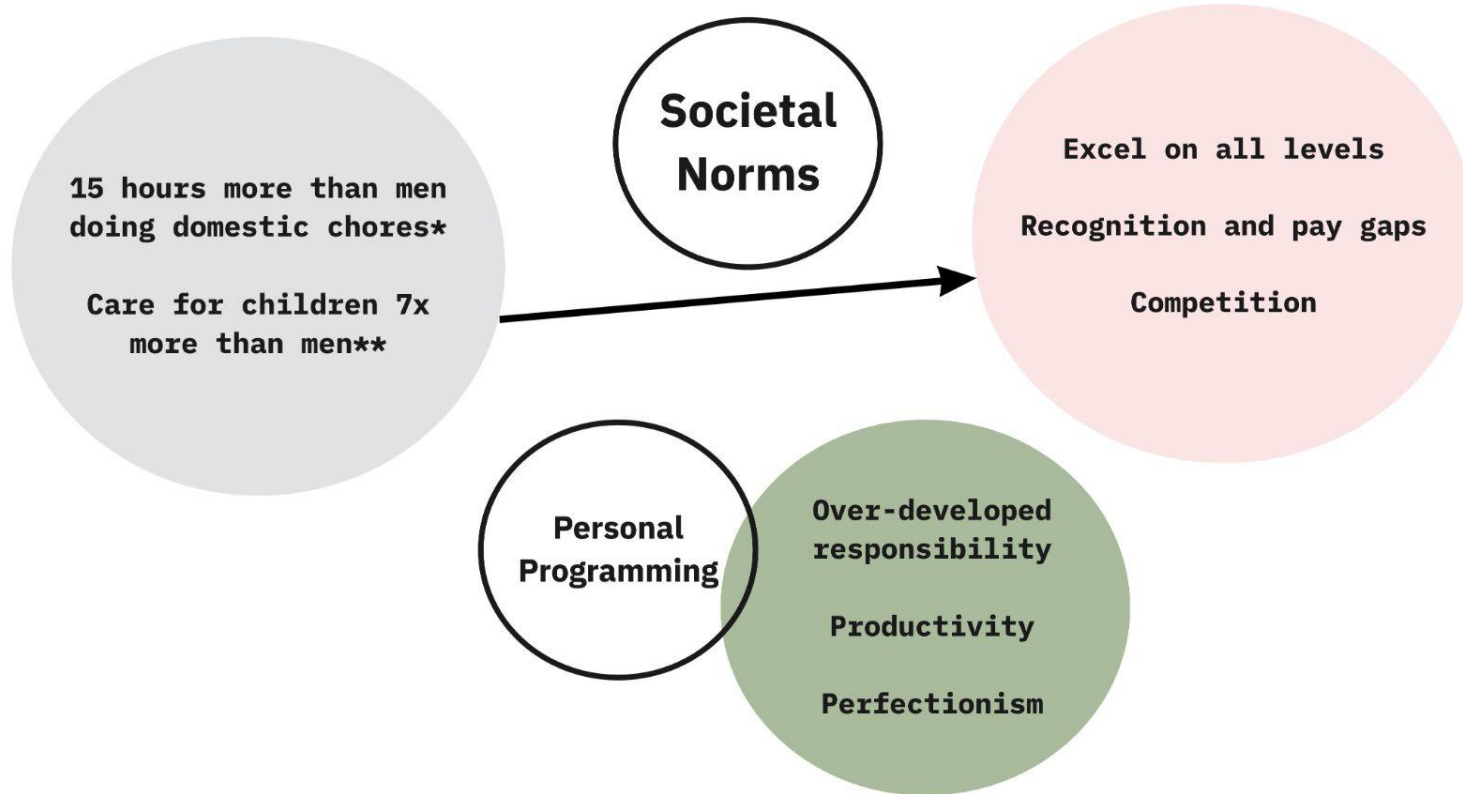 15 hours more than men
doing domestic chores*
Care for children 7x
more than men**
Societal
Norms
Excel on all levels
Recognition and pay gaps
Competition
Personal
Programming
Over-developed
responsibility
Productivity
Perfectionism